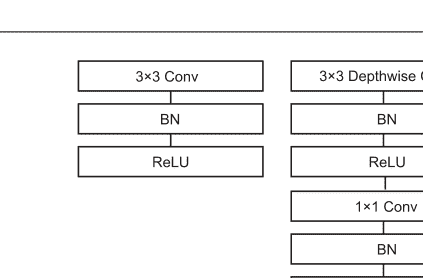 3×3 Conv
BN
ReLU
3×3 Depthwise
BN
ReLU
1×1 Conv
BN